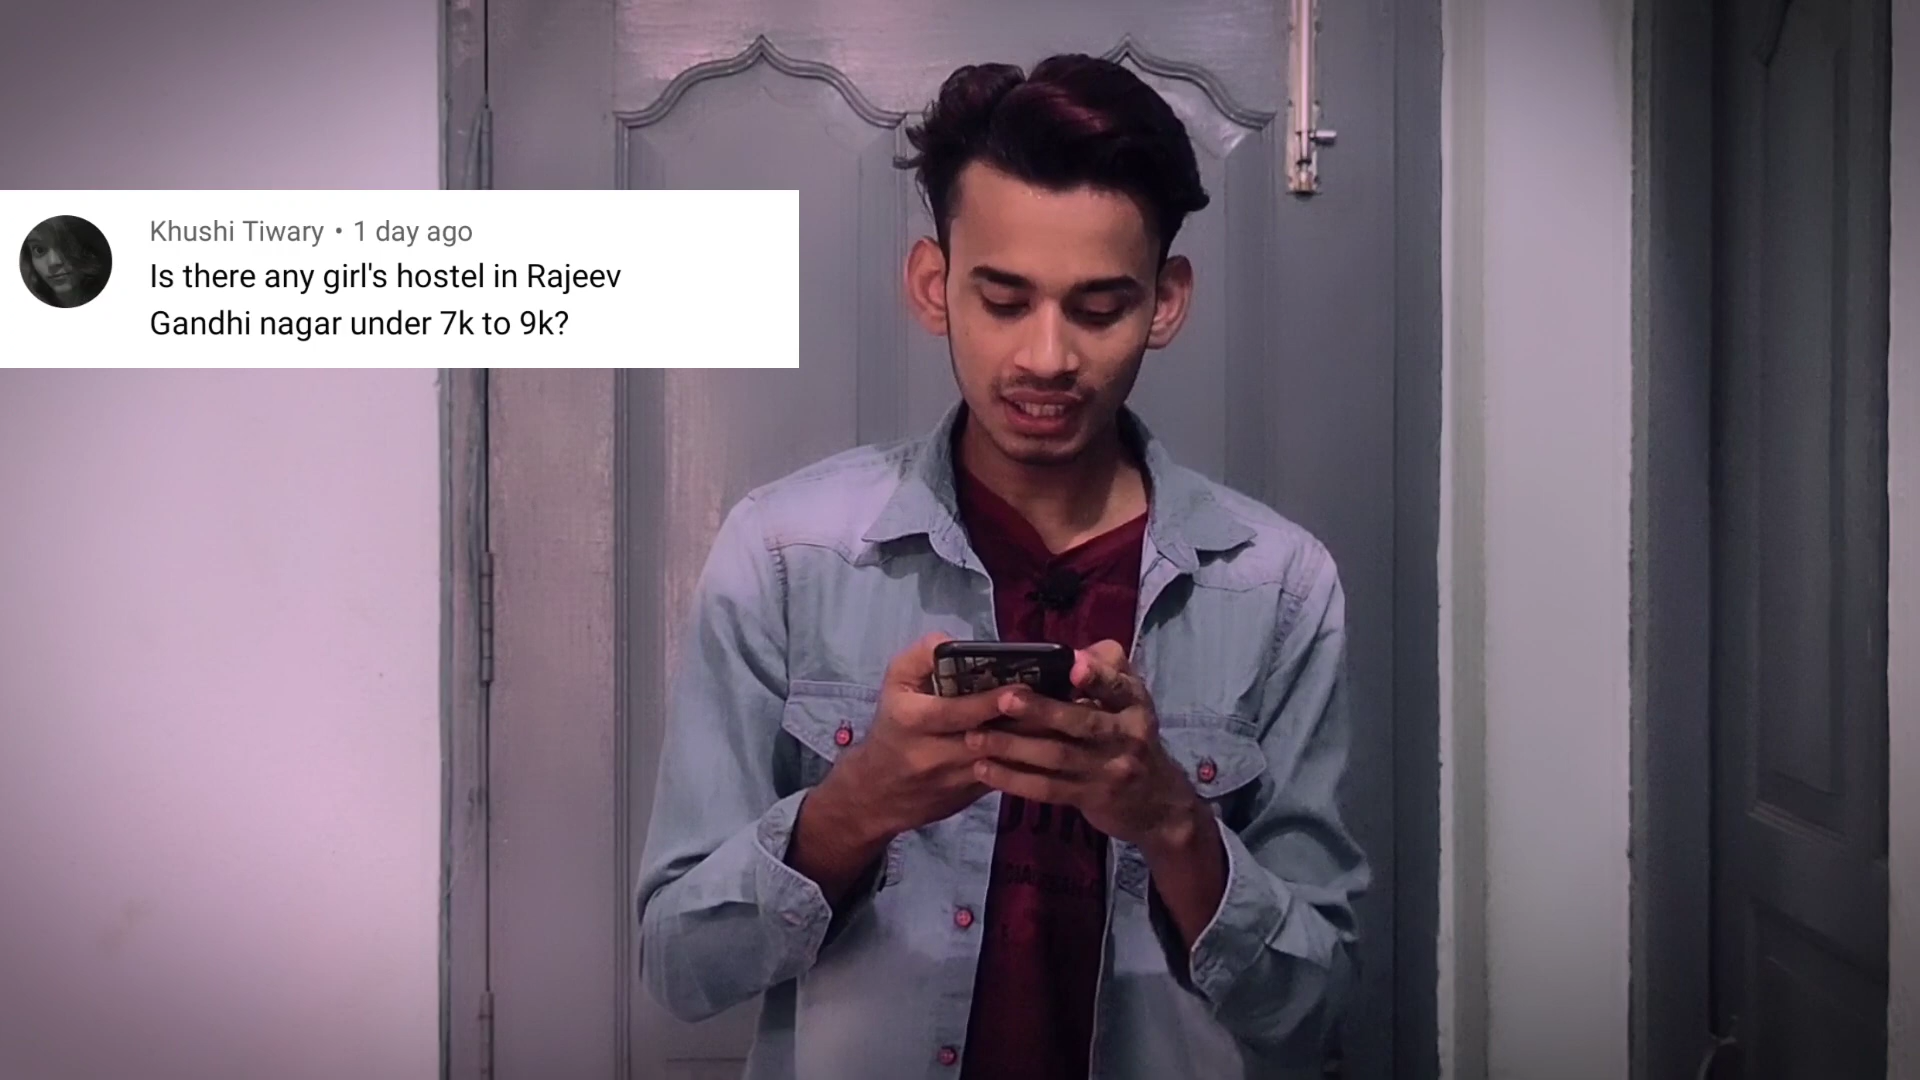 Khushi Tiwary • 1 day ago
Is there any girl's hostel in Rajeev
Gandhi nagar under 7k to 9k?